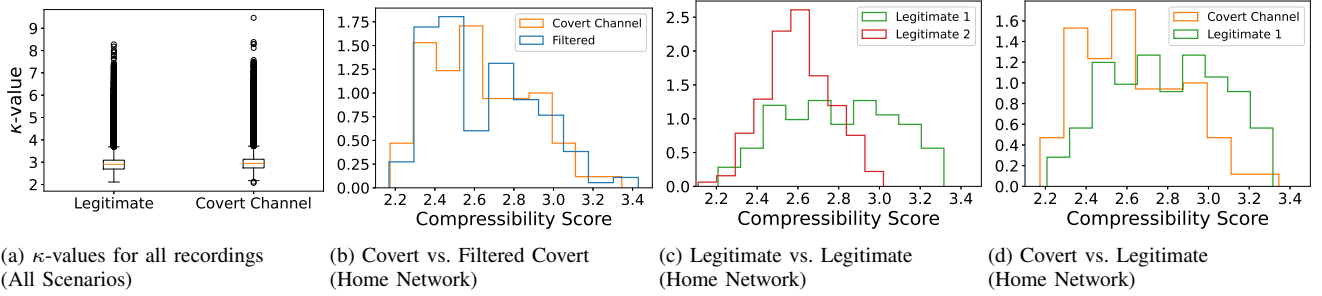 κ-value
9
8
7
6
5
4
3
2
Legitimate
Covert Channel
(a) κ-values for all recordings
(All Scenarios)
1.75
1.50
1.25
1.00
0.75
0.50
0.25
0.00
Covert Channel
Filtered
2.2 2.4 2.6 2.8 3.0 3.2 3.4
Compressibility Score
(b) Covert vs. Filtered Covert
(Home Network)
2.5
2.0
1.5
1.0
0.5
0.0
Legitimate 1
Legitimate 2
2.2 2.4 2.6 2.8 3.0 3.2 3.4
Compressibility Score
(c) Legitimate vs. Legitimate
(Home Network)
1.6
1.4
1.2
1.0
0.8
0.6
0.4
0.2
0.0
Covert Channel
Legitimate 1
2.2 2.4 2.6 2.8 3.0 3.2 3.4
Compressibility Score
(d) Covert vs. Legitimate
(Home Network)